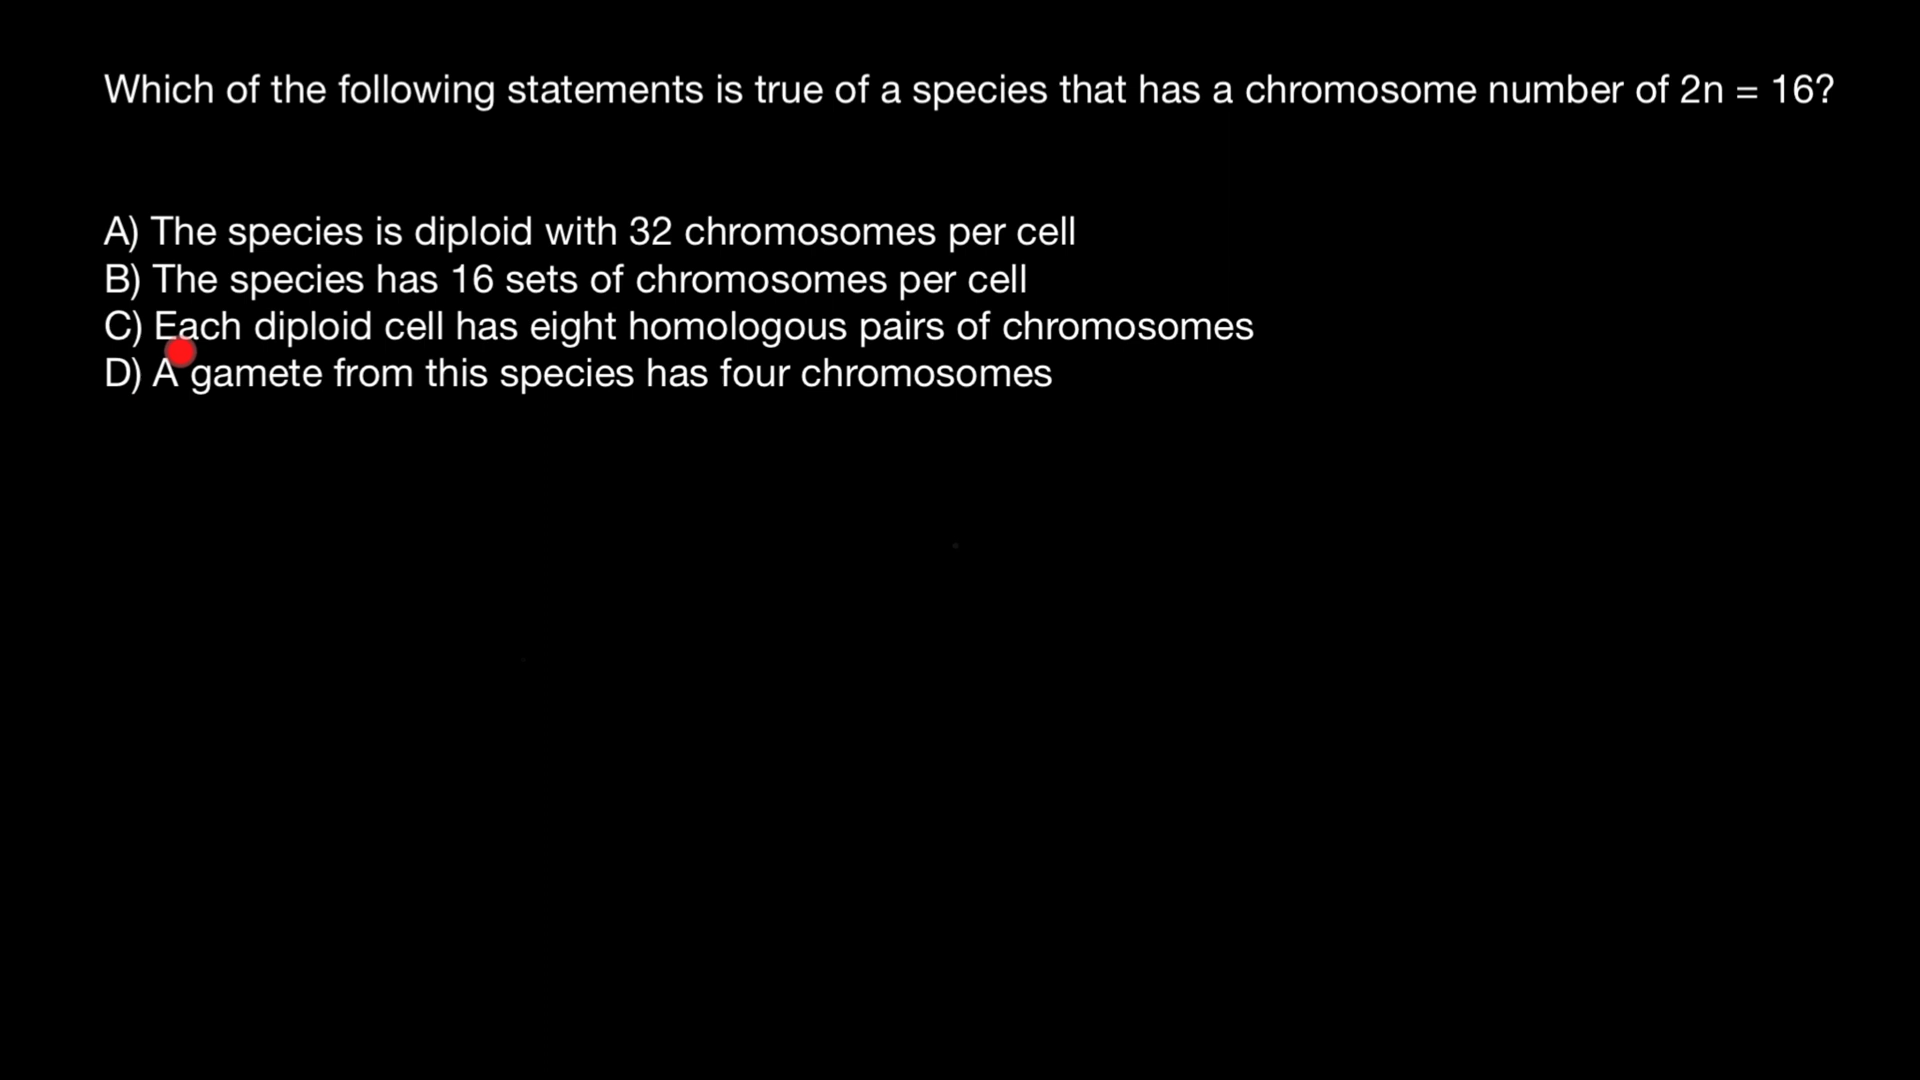 Which of the following statements is true of a species that has a chromosome number of 2n = 16?
A) The species is diploid with 32 chromosomes per cell
B) The species has 16 sets of chromosomes per cell
C) Each diploid cell has eight homologous pairs of chromosomes
D) A gamete from this species has four chromosomes